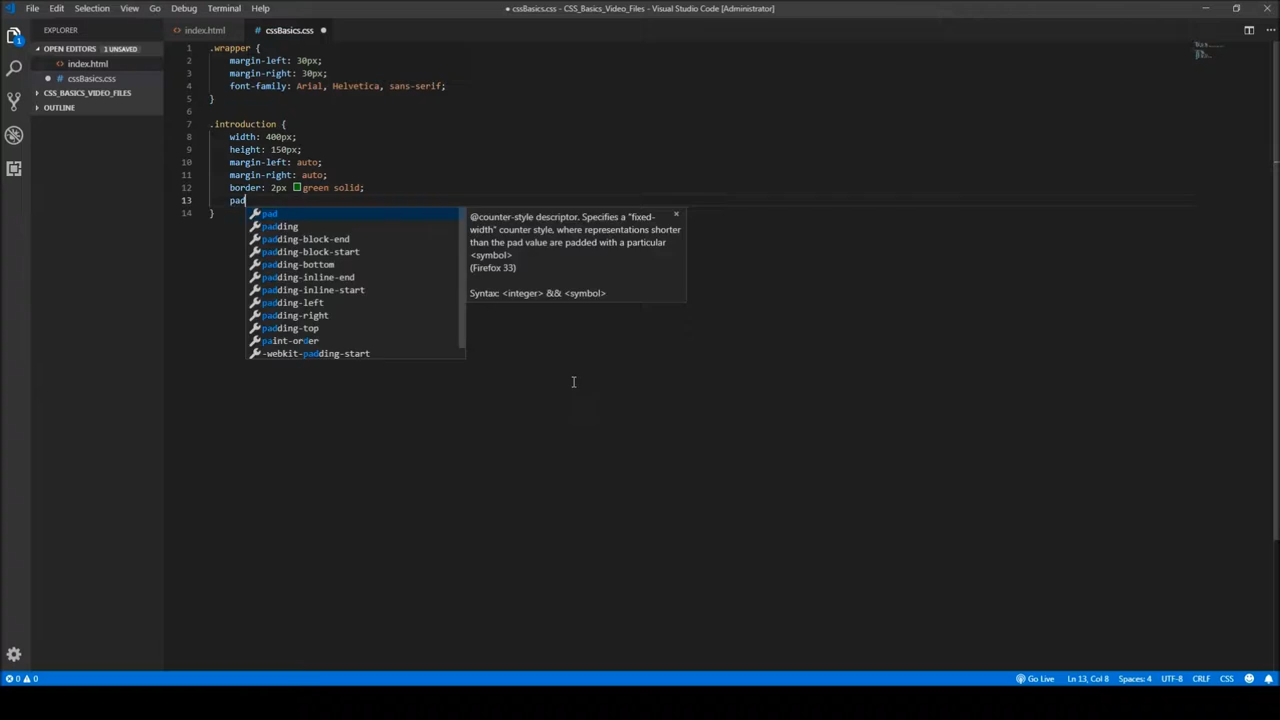 File Edit Selection View Go Debug Terminal Help
● cssBasics.css - CSS_Basics_Video_Files - Visual Studio Code [Administrator]
EXPLORER
index.html
cssBasics.css
OPEN EDITORS 1 UNSAVED
index.html
cssBasics.css
CSS_BASICS_VIDEO_FILES
OUTLINE
1
1 .wrapper {
2 margin-left: 30px;
3 margin-right: 30px;
4 font-family: Arial, Helvetica, sans-serif;
5 }
6
7 .introduction {
8 width: 400px;
9 height: 150px;
10 margin-left: auto;
11 margin-right: auto;
12 border: 2px green solid;
13 pad
14 }
pad
padding
padding-block-end
padding-block-start
padding-bottom
padding-inline-end
padding-inline-start
padding-left
padding-right
padding-top
paint-order
-webkit-padding-start
@counter-style descriptor. Specifies a "fixed-
width" counter style, where representations shorter
than the pad value are padded with a particular
<symbol>
(Firefox 33)
Syntax: <integer> && <symbol>
0 0
Go Live Ln 13, Col 8 Spaces: 4 UTF-8 CRLF CSS